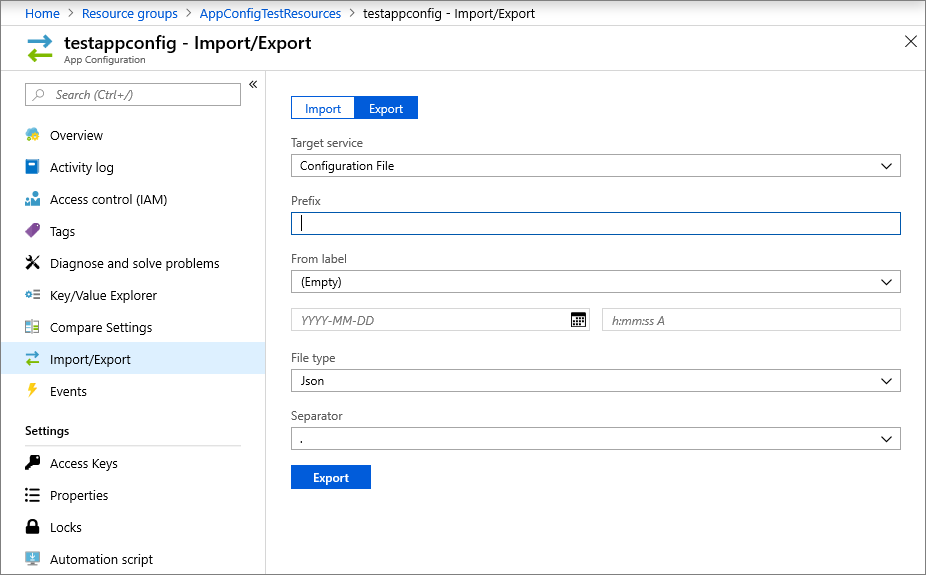 Home > Resource groups > AppConfigTestResources > testappconfig - Import/Export
testappconfig - Import/Export
App Configuration
Search (Ctrl+/)
«
Overview
Activity log
Access control (IAM)
Tags
Diagnose and solve problems
Key/Value Explorer
Compare Settings
Import/Export
Events
Settings
Access Keys
Properties
Locks
Automation script
Import Export
Target service
Configuration File
Prefix
From label
(Empty)
YYYY-MM-DD h:mm:ss A
File type
Json
Separator
.
Export